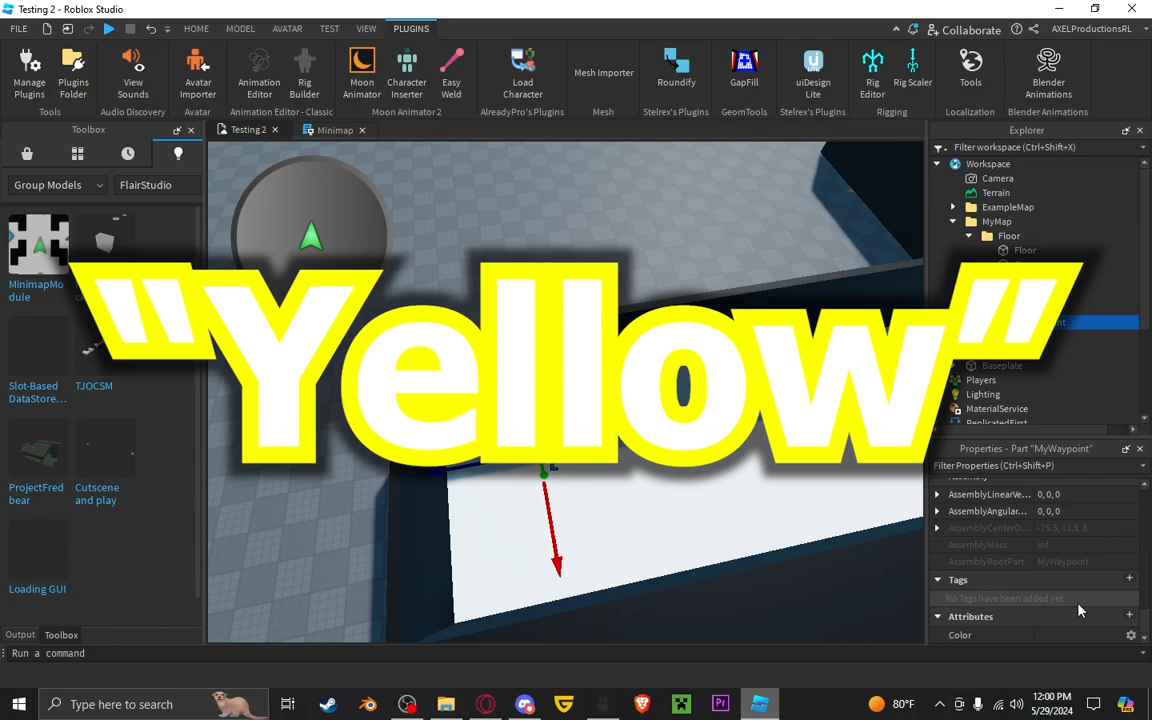 Testing 2 - Roblox Studio
FILE HOME MODEL AVATAR TEST VIEW PLUGINS Collaborate AXELProductionsRL
Manage Plugins
Plugins Folder
View Sounds
Avatar Importer
Animation Editor
Rig Builder
Moon Animator
Character Inserter
Easy Weld
Load Character
Mesh Importer
Roundify
GapFill
uiDesign Lite
Rig Editor
Rig Scaler
Tools
Blender Animations
Tools Audio Discovery Avatar Animation Editor - Classic Moon Animator 2 AlreadyPro's Plugins Mesh Stelrex's Plugins GeomTools Stelrex's Plugins Rigging Localization Blender Animations
Toolbox
Testing 2 Minimap
Explorer
Filter workspace (Ctrl+Shift+X)
Group Models FlairStudio
Workspace
Camera
Terrain
ExampleMap
MyMap
Floor
Floor
"Yellow"
MinimapMo
dule
Slot-Based
DataStore...
TJOCSM
ProjectFred
bear
Cutscene
and play
Loading GUI
Baseplate
Players
Lighting
MaterialService
ReplicatedFirst
Properties - Part "MyWaypoint"
Filter Properties (Ctrl+Shift+P)
Assembly
AssemblyLinearVe... 0,0,0
AssemblyAngular... 0,0,0
AssemblyCenterO... -75.5, 11.5, 6
AssemblyMass inf
AssemblyRootPart MyWaypoint
Tags
No Tags have been added yet
Attributes
Color
Output Toolbox
Run a command
Type here to search
80°F
12:00 PM
5/29/2024